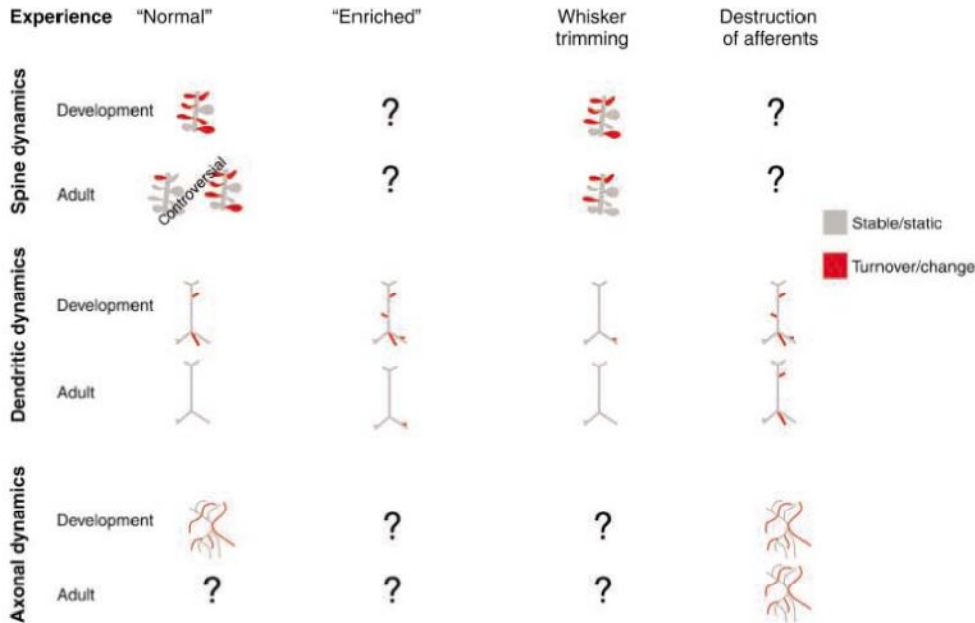 Experience “Normal” “Enriched” Whisker trimming Destruction of afferents
Spine dynamics
Development ? ?
Adult Controversial ? ?
Stable/static
Turnover/change
Dendritic dynamics
Development
Adult
Axonal dynamics
Development ? ?
Adult ? ? ?